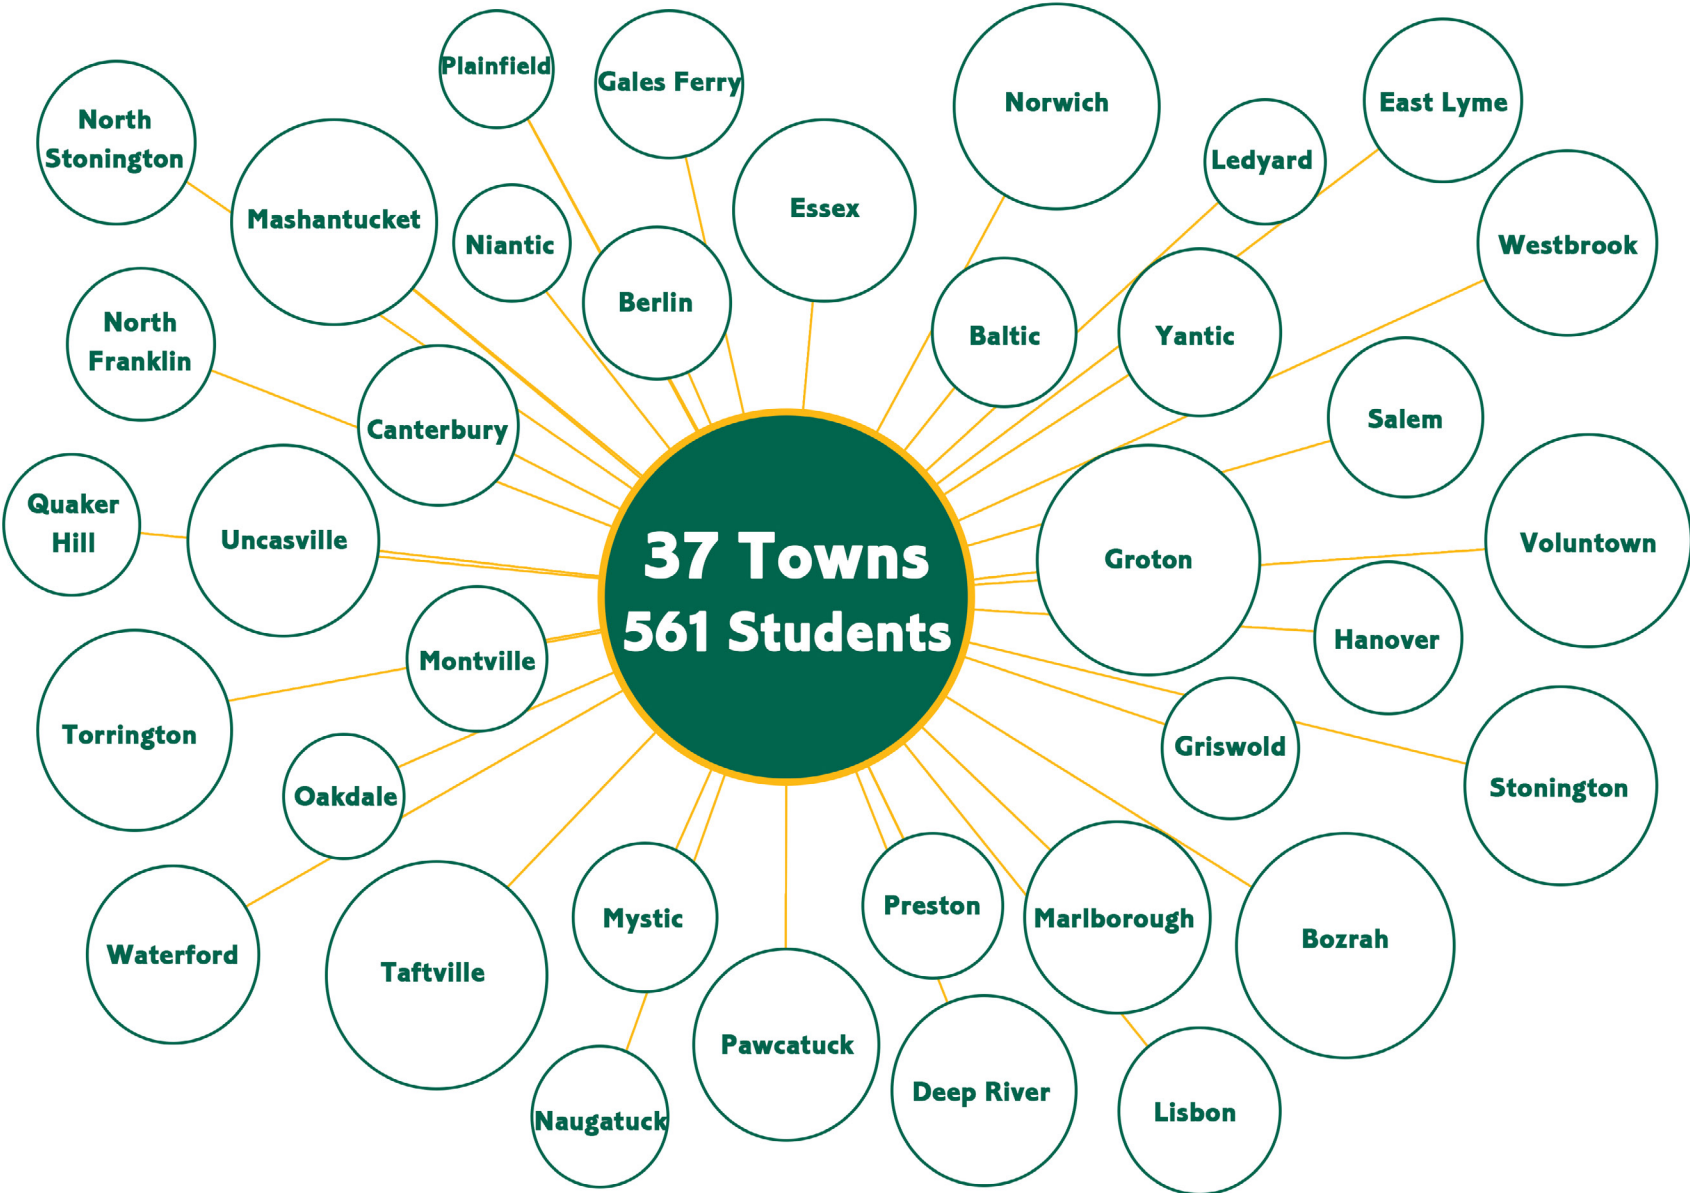 Plainfield
Gales Ferry
Norwich
East Lyme
North
Stonington
Ledyard
Mashantucket
Essex
Niantic
Westbrook
Berlin
North
Franklin
Baltic
Yantic
Salem
Canterbury
Quaker
Hill
Uncasville
37 Towns
561 Students
Groton
Voluntown
Hanover
Montville
Torrington
Griswold
Stonington
Oakdale
Waterford
Taftville
Mystic
Preston
Marlborough
Bozrah
Pawcatuck
Deep River
Naugatuck
Lisbon